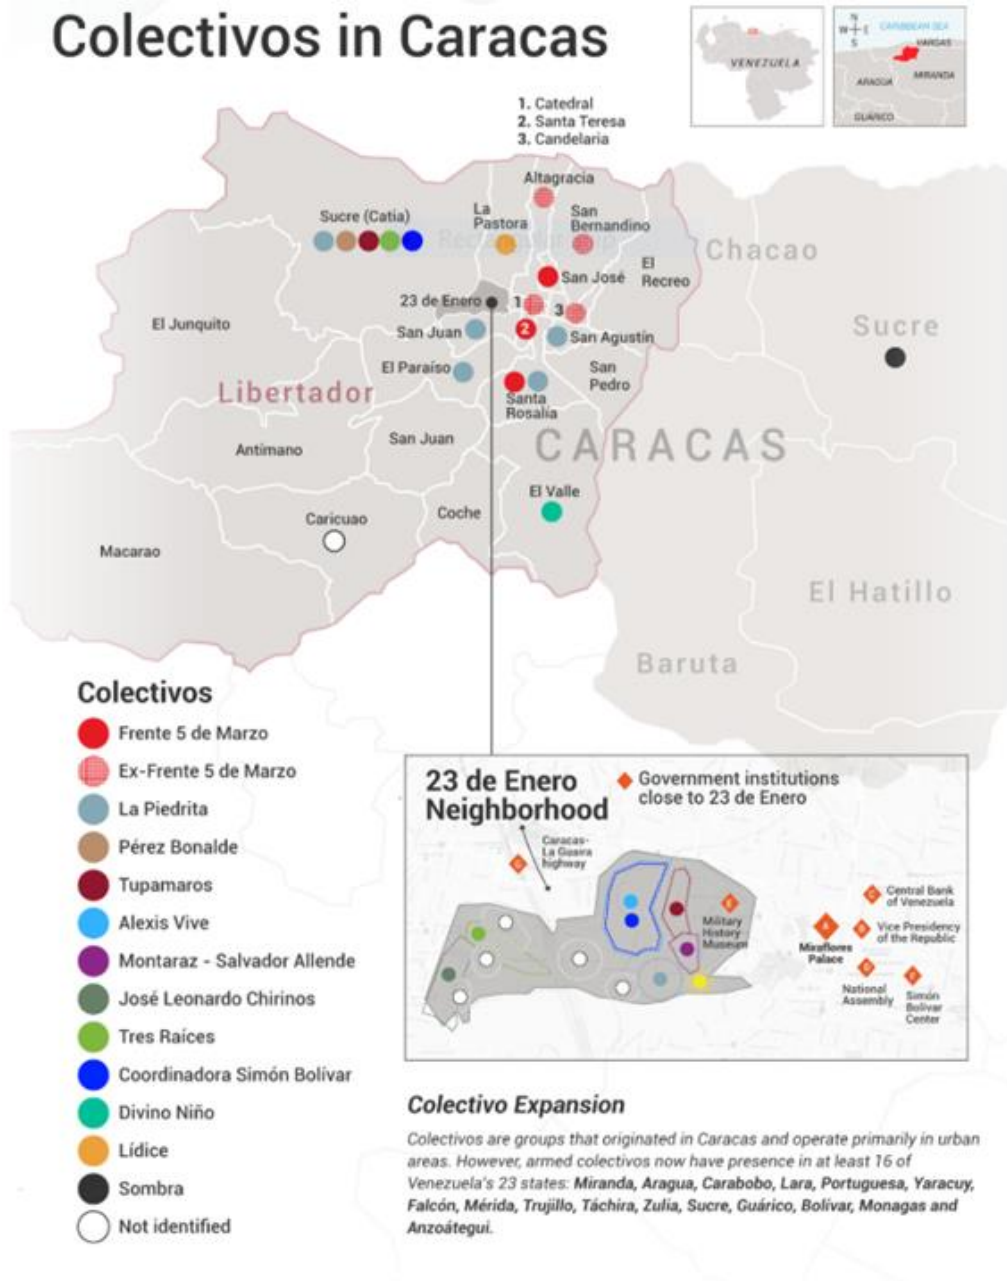 Colectivos in Caracas
VENEZUELA
N
W E
S
CARIBBEAN SEA
VARGAS
ARAGUA
MIRANDA
GUÁRICO
1. Catedral
2. Santa Teresa
3. Candelaria
Altagracia
La
Pastora
San
Bernandino
Sucre (Catia)
San José
El
Recreo
Chacao
23 de Enero
1
3
2
San Juan
San Agustín
El Junquito
Sucre
El Paraíso
San
Pedro
Libertador
Santa
Rosalía
San Juan
CARACAS
Antímano
El Valle
Caricuao
Coche
Macarao
El Hatillo
Baruta
Colectivos
Frente 5 de Marzo
Ex-Frente 5 de Marzo
La Piedrita
Pérez Bonalde
Tupamaros
Alexis Vive
Montaraz - Salvador Allende
José Leonardo Chirinos
Tres Raíces
Coordinadora Simón Bolívar
Divino Niño
Lídice
Sombra
Not identified
23 de Enero
Neighborhood
Government institutions
close to 23 de Enero
Caracas-
La Guaira
highway
G
E
Military
History
Museum
C
Central Bank
of Venezuela
A
Miraflores
Palace
B
Vice Presidency
of the Republic
D
National
Assembly
F
Simón
Bolívar
Center
Colectivo Expansion
Colectivos are groups that originated in Caracas and operate primarily in urban
areas. However, armed colectivos now have presence in at least 16 of
Venezuela's 23 states: Miranda, Aragua, Carabobo, Lara, Portuguesa, Yaracuy,
Falcón, Mérida, Trujillo, Táchira, Zulia, Sucre, Guárico, Bolívar, Monagas and
Anzoátegui.